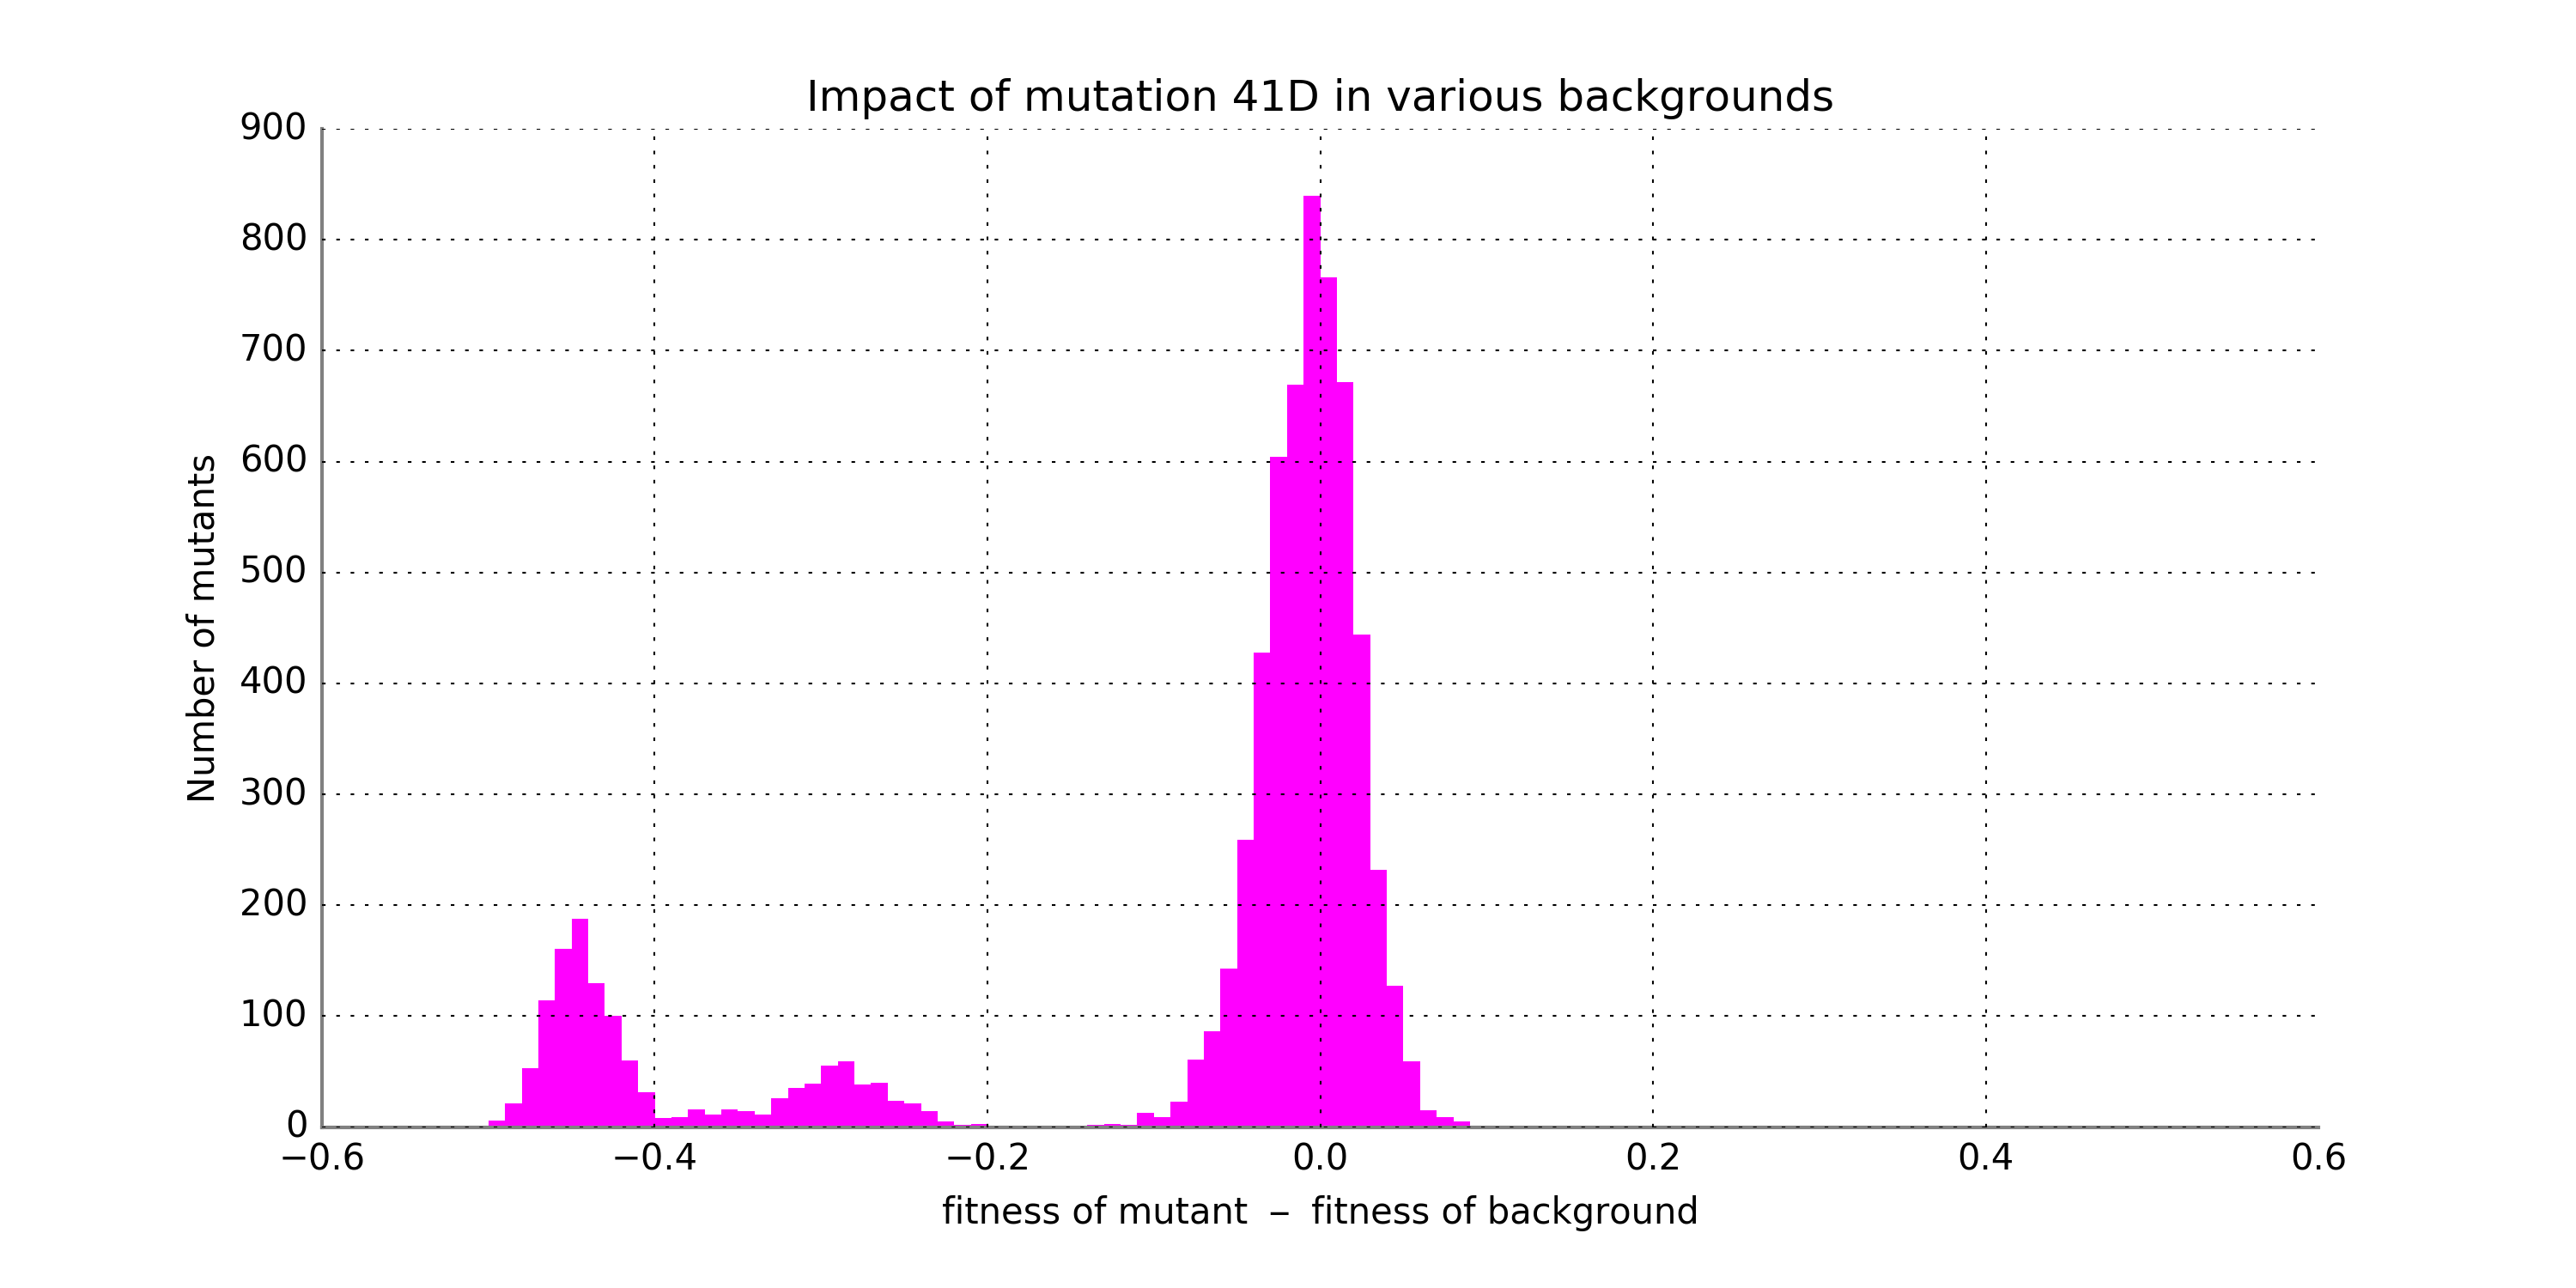 Impact of mutation 41D in various backgrounds
900
800
700
600
500
400
300
200
100
0
Number of mutants
−0.6 −0.4 −0.2 0.0 0.2 0.4 0.6
fitness of mutant − fitness of background